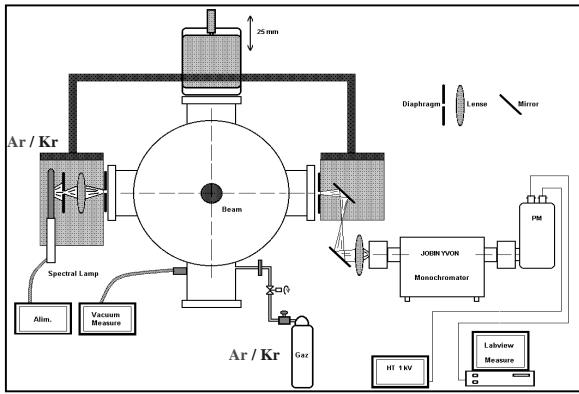 25 mm
Diaphragm
Lense
Mirror
Ar / Kr
Beam
PM
JOBIN YVON
Monochromator
Spectral Lamp
Alim.
Vacuum
Measure
Ar / Kr
Gaz
HT 1 kV
Labview
Measure